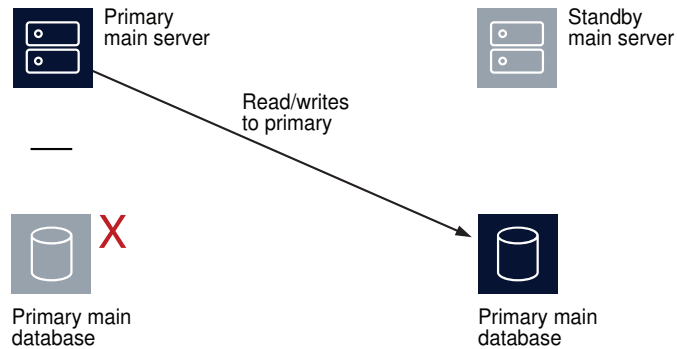 Primary
main server
Standby
main server
Read/writes
to primary
X
Primary main
database
Primary main
database